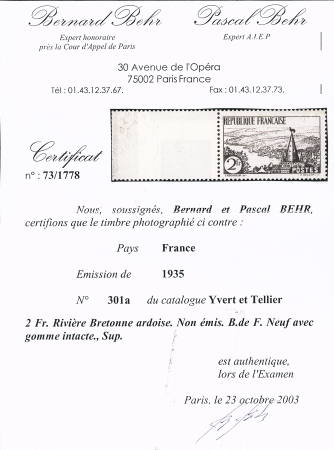 Bernard Behr Pascal Behr
Expert honoraire Expert A.I.E.P
près la Cour d'Appel de Paris
30 Avenue de l'Opéra
75002 Paris France
Tél : 01.43.12.37.67. Fax : 01.43.12.37.73.
REPUBLIQUE FRANÇAISE
2F
POSTES
Certificat
n° : 73/1778
Nous, soussignés, Bernard et Pascal BEHR,
certifions que le timbre photographié ci contre :
Pays France
Emission de 1935
N° 301a du catalogue Yvert et Tellier
2 Fr. Rivière Bretonne ardoise. Non émis. B.de F. Neuf avec
gomme intacte., Sup.
est authentique,
lors de l'Examen
Paris, le 23 octobre 2003